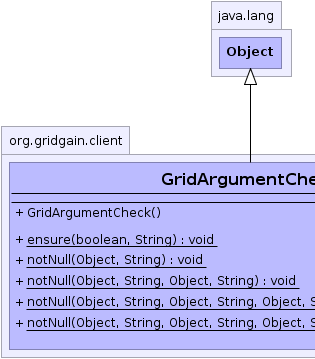 java.lang
Object
org.gridgain.client
GridArgumentChe
+ GridArgumentCheck()
+ ensure(boolean, String) : void
+ notNull(Object, String) : void
+ notNull(Object, String, Object, String) : void
+ notNull(Object, String, Object, String, Object, S
+ notNull(Object, String, Object, String, Object, S